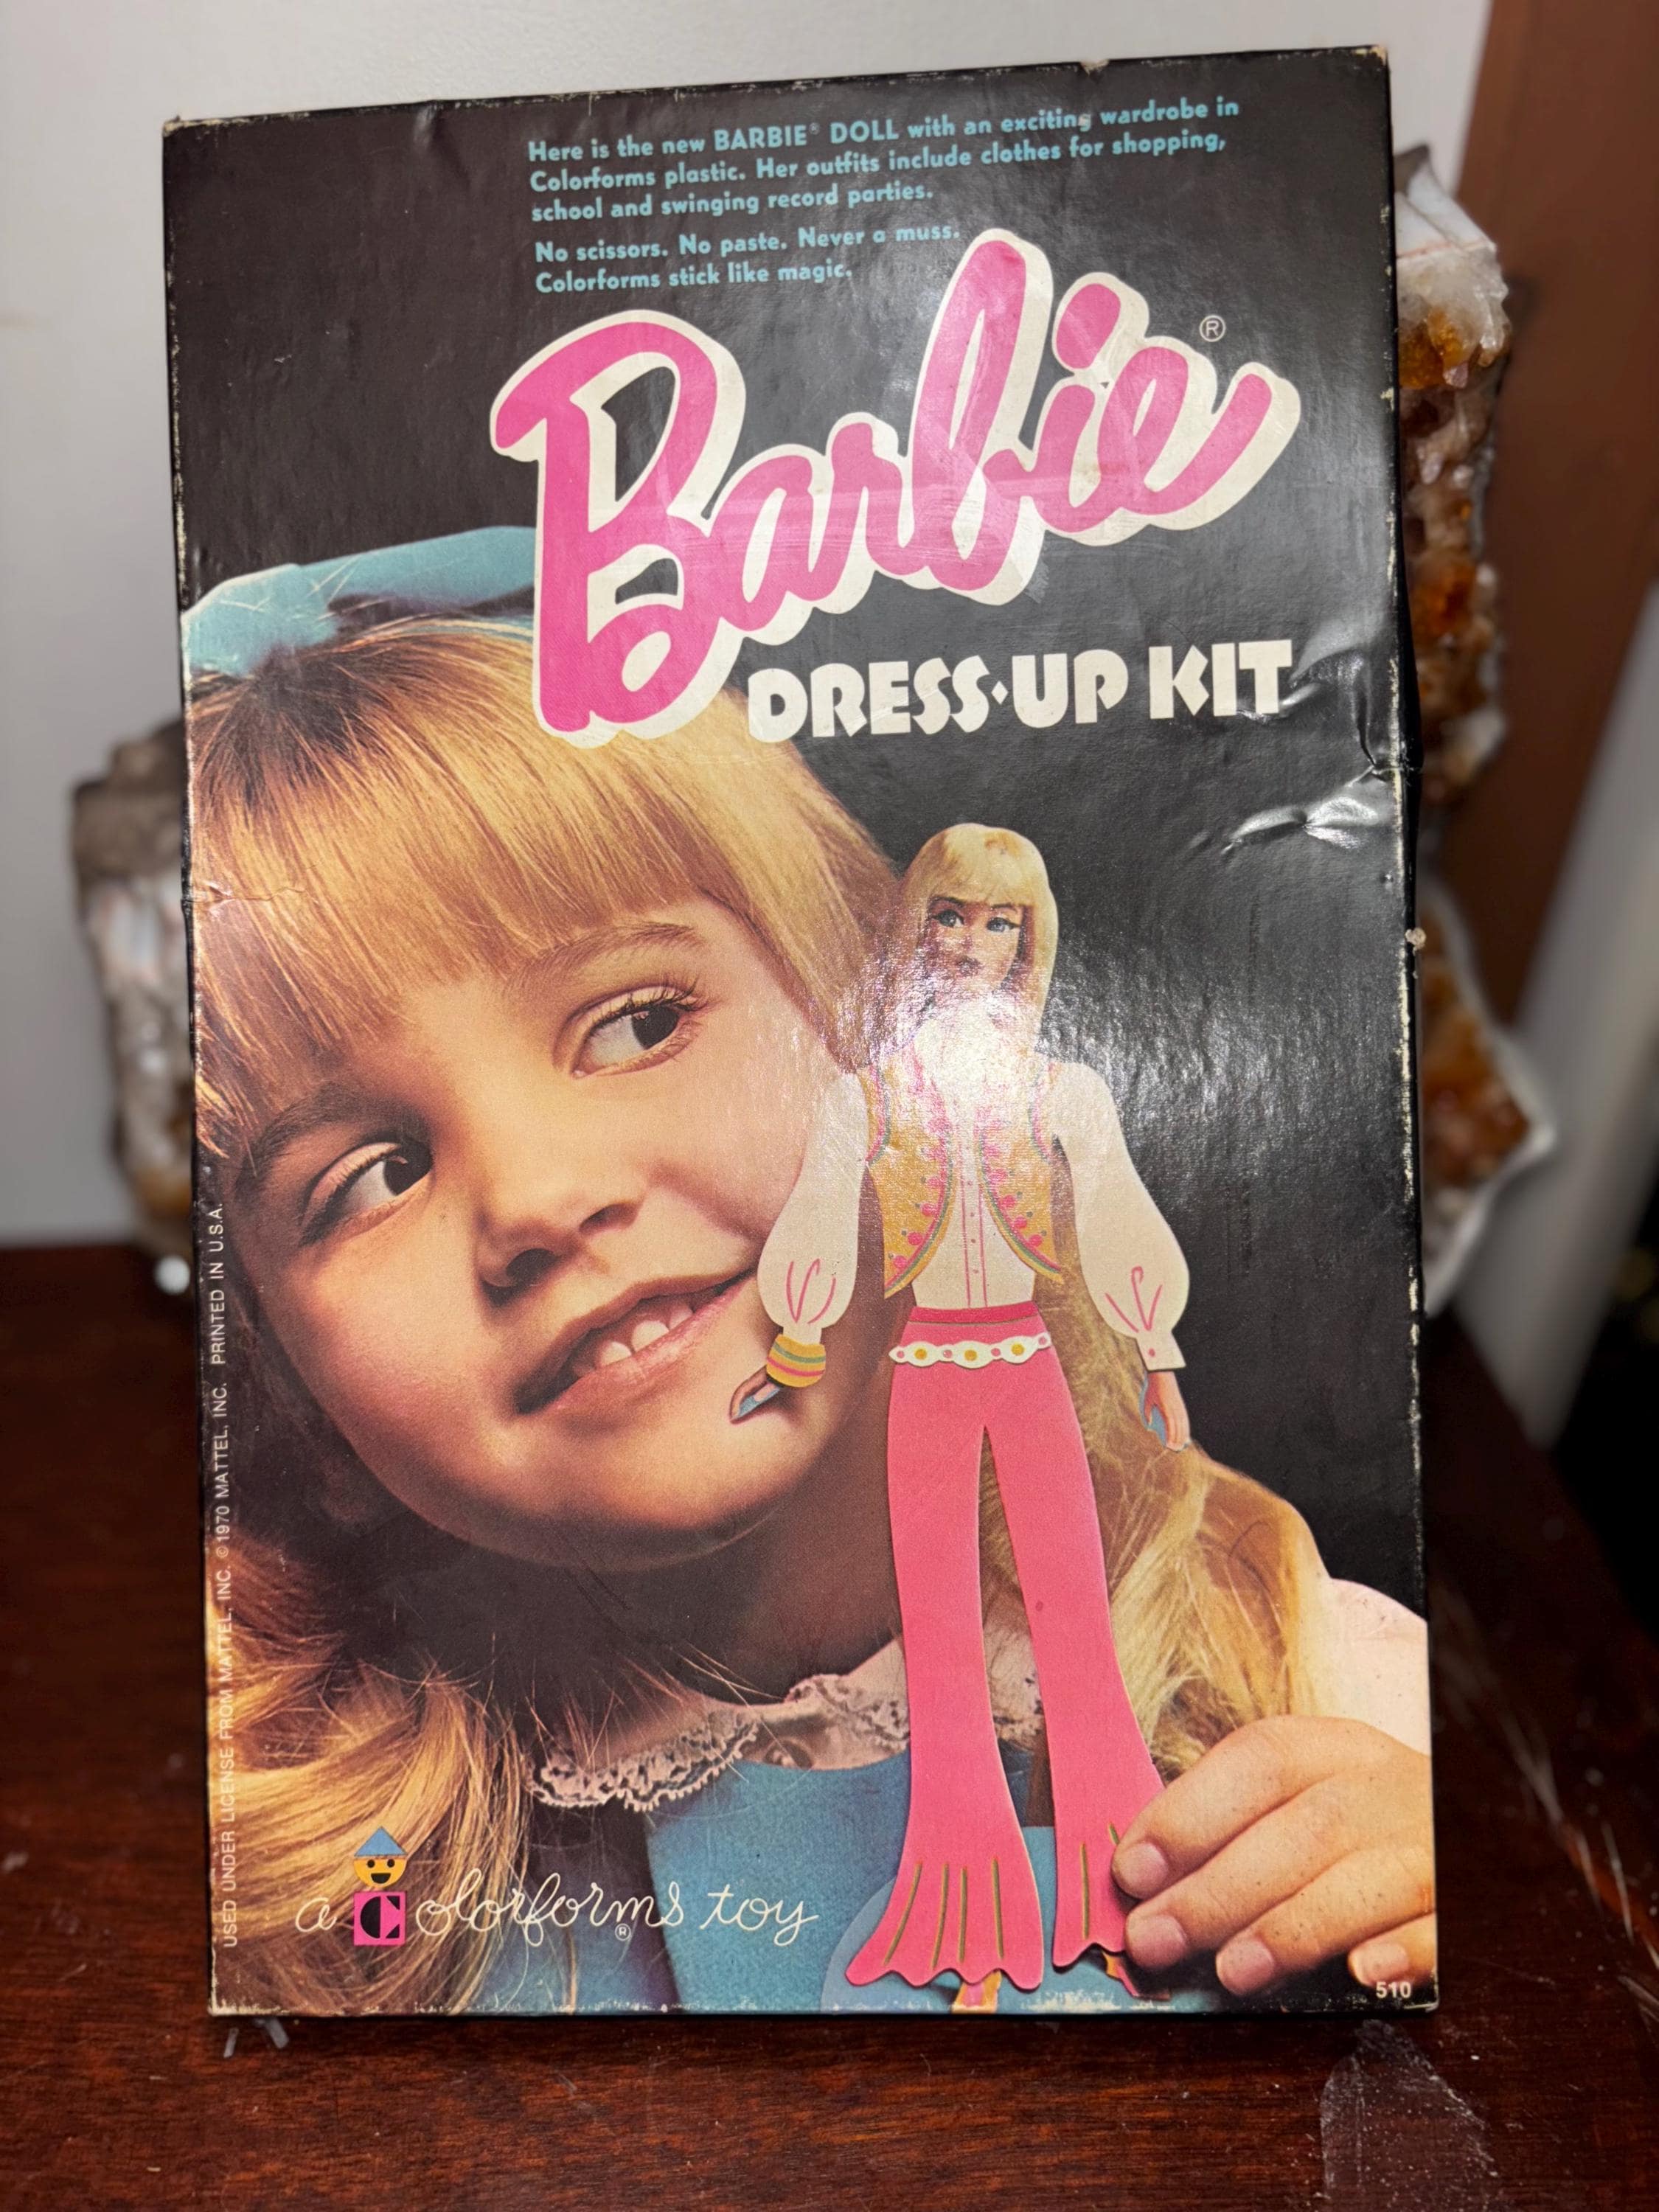 Here is the new BARBIE® DOLL with an exciting wardrobe in
Colorforms plastic. Her outfits include clothes for shopping,
school and swinging record parties.
No scissors. No paste. Never a muss.
Colorforms stick like magic.
Barbie®
DRESS·UP KIT
USED UNDER LICENSE FROM MATTEL, INC. ©1970 MATTEL, INC. PRINTED IN U.S.A.
a Colorforms® toy
510